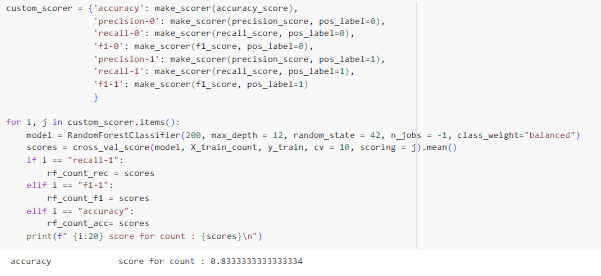 custom_scorer = {'accuracy': make_scorer(accuracy_score),
'precision-0': make_scorer(precision_score, pos_label=0),
'recall-0': make_scorer(recall_score, pos_label=0),
'f1-0': make_scorer(f1_score, pos_label=0),
'precision-1': make_scorer(precision_score, pos_label=1),
'recall-1': make_scorer(recall_score, pos_label=1),
'f1-1': make_scorer(f1_score, pos_label=1)
}
for i, j in custom_scorer.items():
model = RandomForestClassifier(200, max_depth = 12, random_state = 42, n_jobs = -1, class_weight="balanced")
scores = cross_val_score(model, X_train_count, y_train, cv = 10, scoring = j).mean()
if i == "recall-1":
rf_count_rec = scores
elif i == "f1-1":
rf_count_f1 = scores
elif i == "accuracy":
rf_count_acc= scores
print(f" {i:20} score for count : {scores}\n")
accuracy score for count : 0.8333333333333334